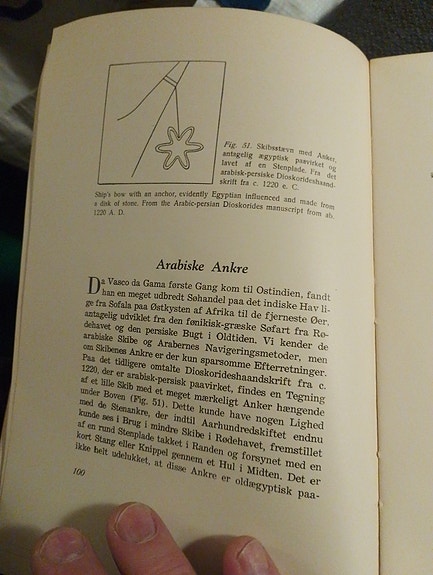 Fig. 51. Skibsstævn med Anker,
antagelig ægyptisk paavirket og
lavet af en Stenplade. Fra det
arabisk-persiske Dioskorideshaand-
skrift fra c. 1220 e. C.
Ship's bow with an anchor, evidently Egyptian influenced and made from
a disk of stone. From the Arabic-persian Dioskorides manuscript from ab.
1220 A. D.
Arabiske Ankre
Da Vasco da Gama første Gang kom til Ostindien, fandt
han en meget udbredt Søhandel paa det indiske Hav li-
ge fra Sofala paa Østkysten af Afrika til de fjerneste Øer,
antagelig udviklet fra den fönikisk-græske Søfart fra Rø-
dehavet og den persiske Bugt i Oldtiden. Vi kender de
arabiske Skibe og Arabernes Navigeringsmetoder, men
om Skibenes Ankre er der kun sparsomme Efterretninger.
Paa det tidligere omtalte Dioskorideshaandskrift fra c.
1220, der er arabisk-persisk paavirket, findes en Tegning
af et lille Skib med et meget mærkeligt Anker hængende
under Boven (Fig. 51). Dette kunde have nogen Lighed
med de Stenankre, der indtil Aarhundredskiftet endnu
kunde ses i Brug i mindre Skibe i Rødehavet, fremstillet
af en rund Stenplade takket i Randen og forsynet med en
kort Stang eller Knippel gennem et Hul i Midten. Det er
ikke helt udelukket, at disse Ankre er oldægyptisk paa-
100